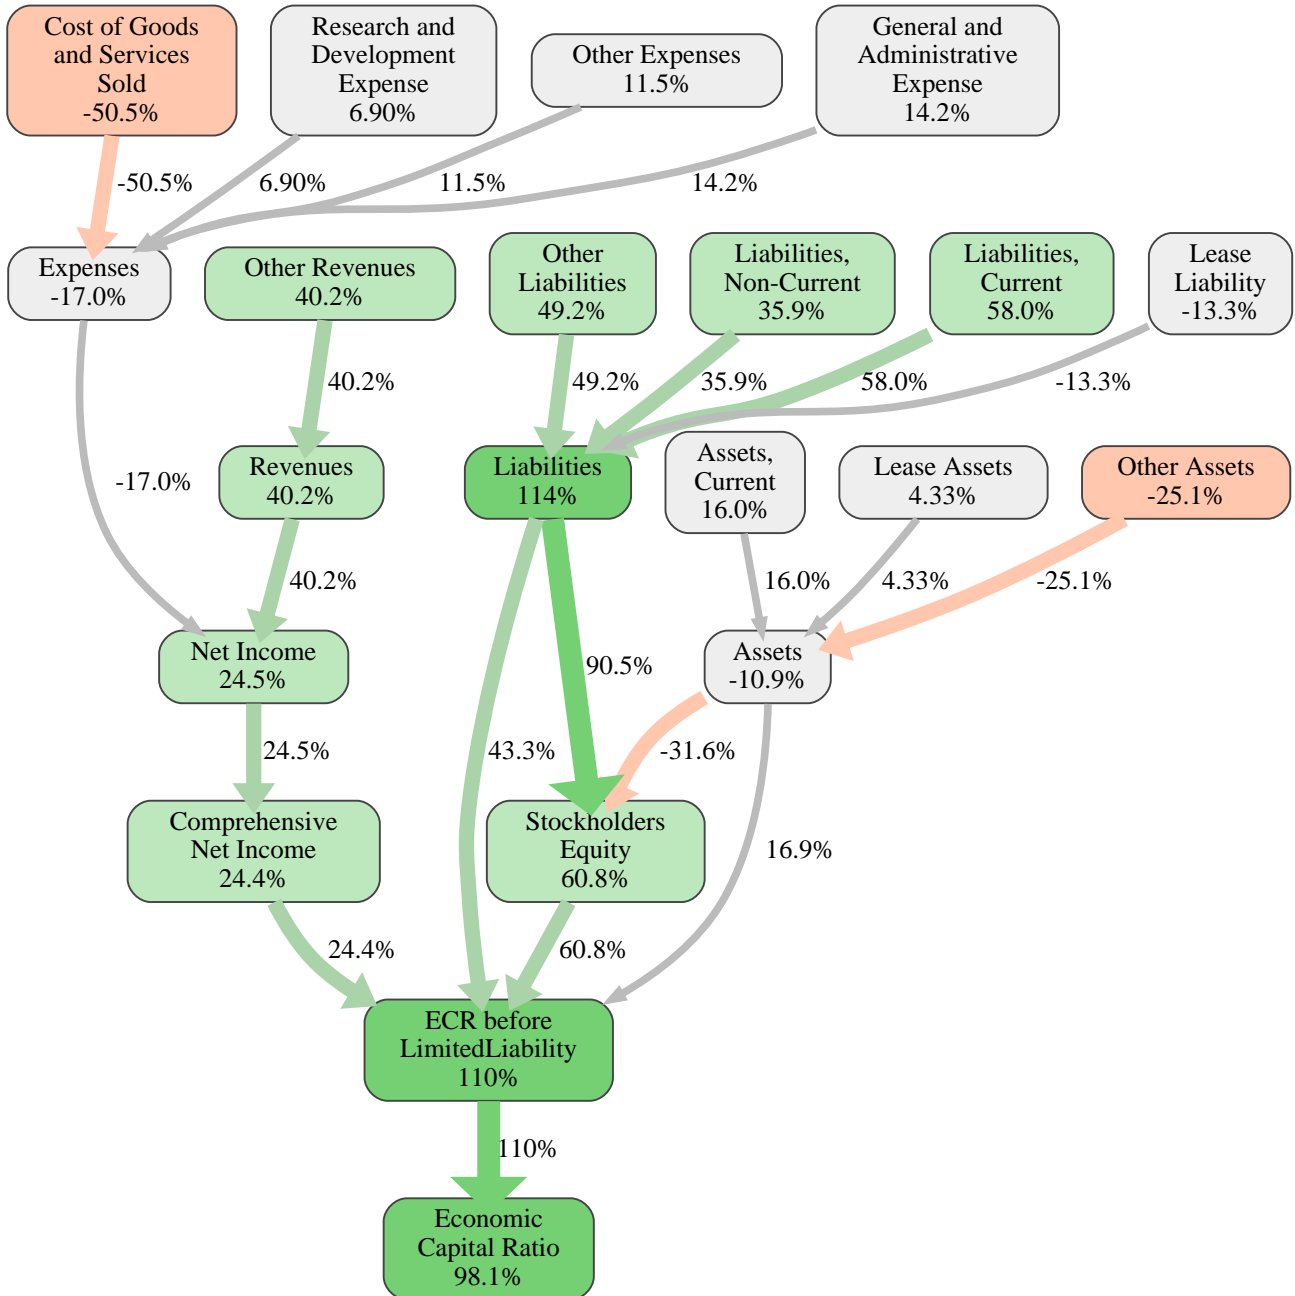 Cost of Goods
and Services
Sold
-50.5%
Research and
Development
Expense
6.90%
Other Expenses
11.5%
General and
Administrative
Expense
14.2%
-50.5%
6.90%
11.5%
14.2%
Expenses
-17.0%
Other Revenues
40.2%
Other
Liabilities
49.2%
Liabilities,
Non-Current
35.9%
Liabilities,
Current
58.0%
Lease
Liability
-13.3%
40.2%
49.2%
35.9%
58.0%
-13.3%
-17.0%
Revenues
40.2%
Liabilities
114%
Assets,
Current
16.0%
Lease Assets
4.33%
Other Assets
-25.1%
40.2%
16.0%
4.33%
-25.1%
Net Income
24.5%
90.5%
Assets
-10.9%
24.5%
43.3%
-31.6%
Comprehensive
Net Income
24.4%
Stockholders
Equity
60.8%
16.9%
24.4%
60.8%
ECR before
LimitedLiability
110%
110%
Economic
Capital Ratio
98.1%